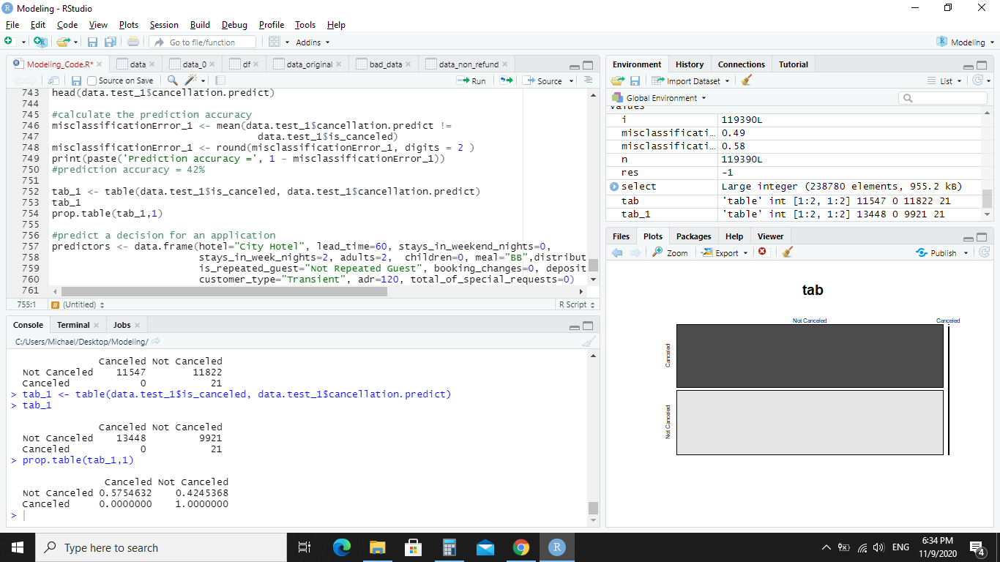 Modeling - RStudio
File Edit Code View Plots Session Build Debug Profile Tools Help
Go to file/function Addins Modeling
Modeling_Code.R* data data_0 df data_original bad_data data_non_refund
Source on Save Run Source
743 head(data.test_1$cancellation.predict)
744
745 #calculate the prediction accuracy
746 misclassificationError_1 <- mean(data.test_1$cancellation.predict !=
747 data.test_1$is_canceled)
748 misclassificationError_1 <- round(misclassificationError_1, digits = 2 )
749 print(paste('Prediction accuracy =', 1 - misclassificationError_1))
750 #prediction accuracy = 42%
751
752 tab_1 <- table(data.test_1$is_canceled, data.test_1$cancellation.predict)
753 tab_1
754 prop.table(tab_1,1)
755
756 #predict a decision for an application
757 predictors <- data.frame(hotel="City Hotel", lead_time=60, stays_in_weekend_nights=0,
758 stays_in_week_nights=2, adults=2, children=0, meal="BB",distribut
759 is_repeated_guest="Not Repeated Guest", booking_changes=0, deposit
760 customer_type="Transient", adr=120, total_of_special_requests=0)
761
755:1 # (Untitled) R Script
Console Terminal Jobs
C:/Users/Michael/Desktop/Modeling/
Canceled Not Canceled
Not Canceled 11547 11822
Canceled 0 21
> tab_1 <- table(data.test_1$is_canceled, data.test_1$cancellation.predict)
> tab_1
Canceled Not Canceled
Not Canceled 13448 9921
Canceled 0 21
> prop.table(tab_1,1)
Canceled Not Canceled
Not Canceled 0.5754632 0.4245368
Canceled 0.0000000 1.0000000
>
Environment History Connections Tutorial
Import Dataset List
Global Environment
Values
i 119390L
misclassificati… 0.49
misclassificati… 0.58
n 119390L
res -1
select Large integer (238780 elements, 955.2 kB)
tab 'table' int [1:2, 1:2] 11547 0 11822 21
tab_1 'table' int [1:2, 1:2] 13448 0 9921 21
Files Plots Packages Help Viewer
Zoom Export Publish
tab
Not Canceled Canceled
Canceled
Not Canceled
Type here to search
R
ENG
6:34 PM
11/9/2020
4